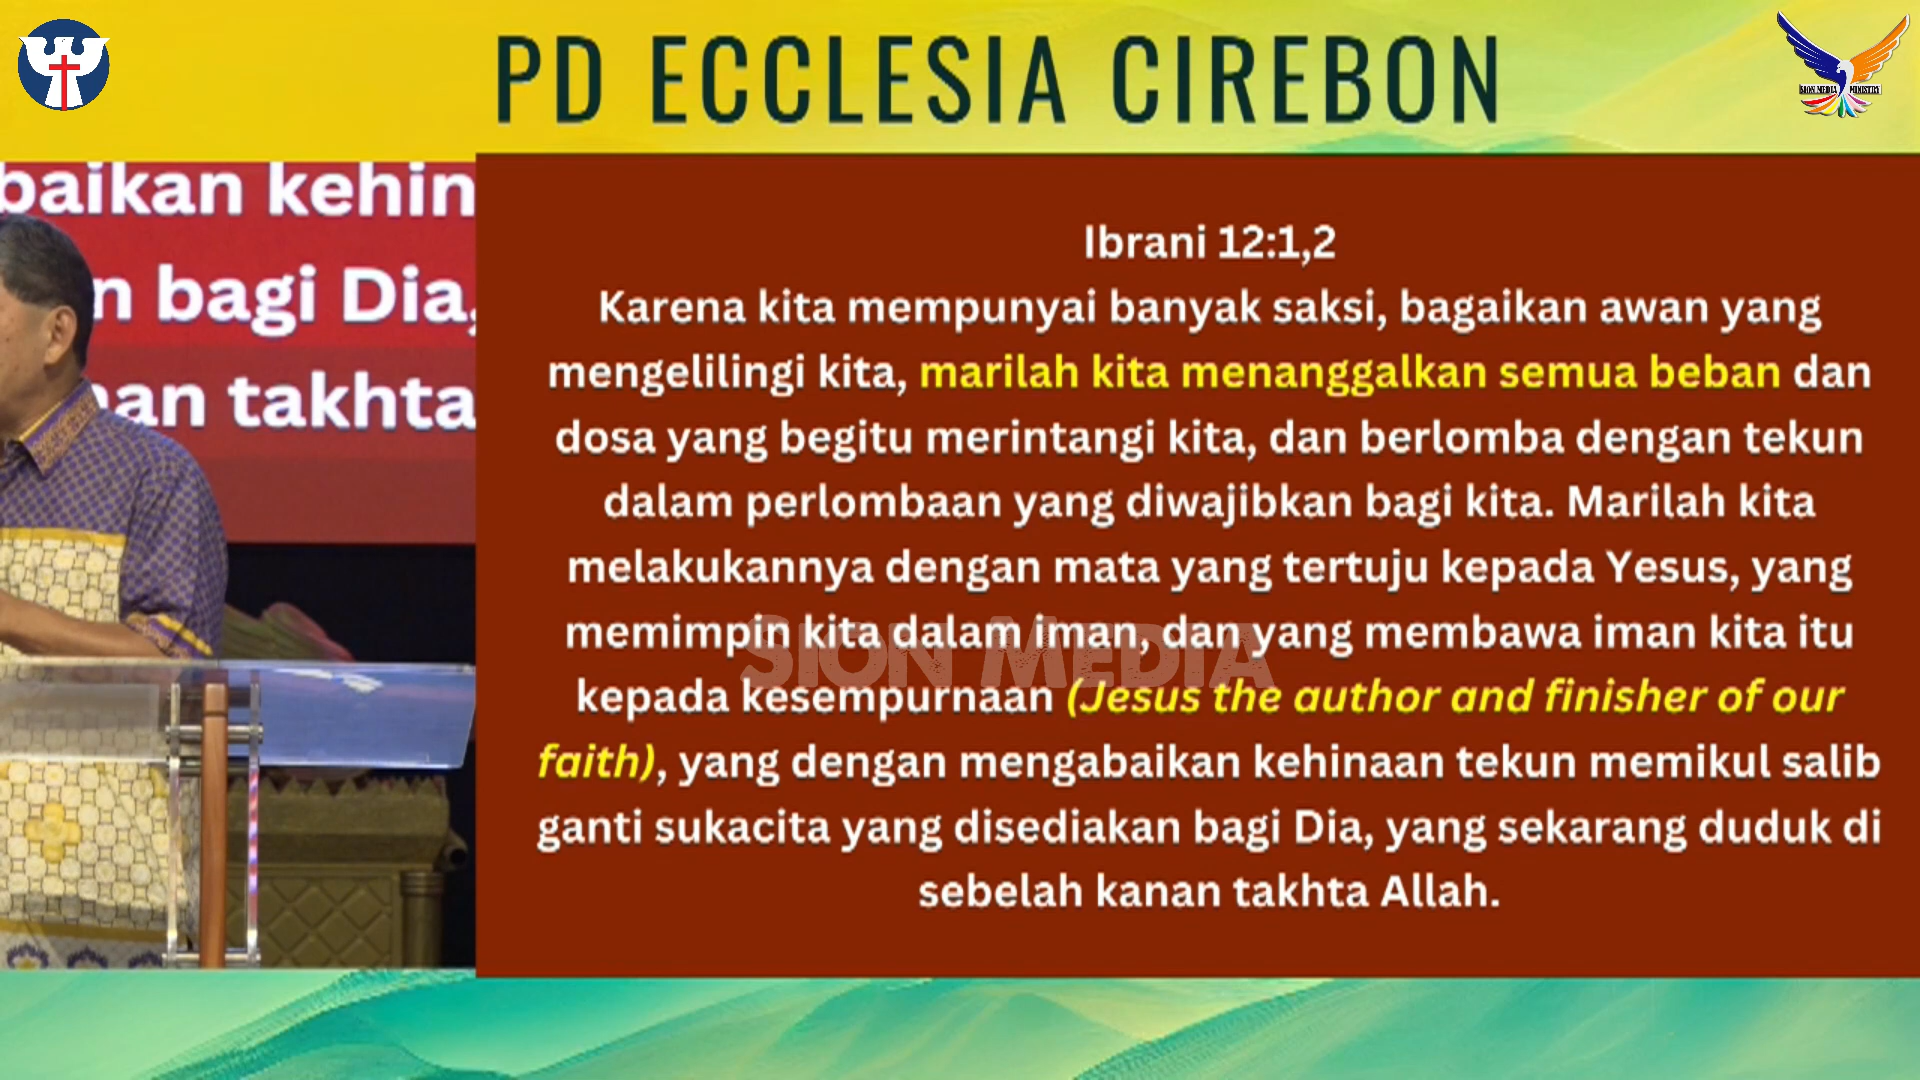 PD ECCLESIA CIREBON
SION MEDIA MINISTRY
baikan kehin
n bagi Dia,
an takhta
Ibrani 12:1,2
Karena kita mempunyai banyak saksi, bagaikan awan yang
mengelilingi kita, marilah kita menanggalkan semua beban dan
dosa yang begitu merintangi kita, dan berlomba dengan tekun
dalam perlombaan yang diwajibkan bagi kita. Marilah kita
melakukannya dengan mata yang tertuju kepada Yesus, yang
memimpin kita dalam iman, dan yang membawa iman kita itu
kepada kesempurnaan (Jesus the author and finisher of our
faith), yang dengan mengabaikan kehinaan tekun memikul salib
ganti sukacita yang disediakan bagi Dia, yang sekarang duduk di
sebelah kanan takhta Allah.
SION MEDIA